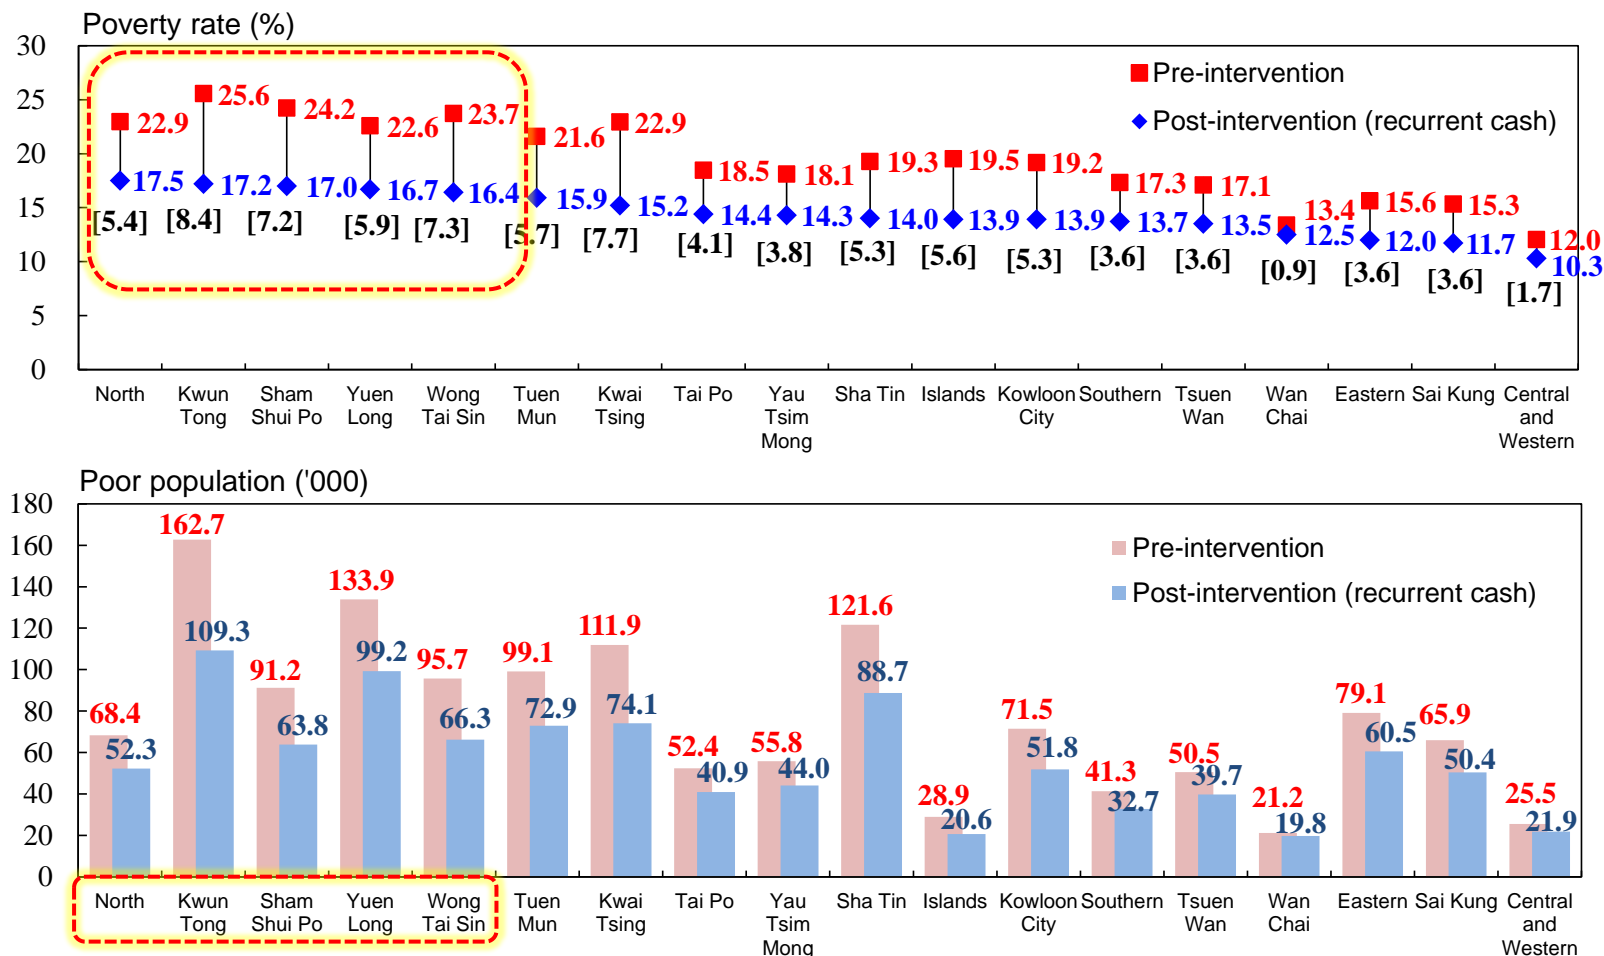 Poverty rate (%)
30
25
20
15
10
5
0
Pre-intervention
Post-intervention (recurrent cash)
22.9 25.6 24.2 22.6 23.7 21.6 22.9 18.5 18.1 19.3 19.5 19.2 17.3 17.1 13.4 15.6 15.3 12.0
17.5 17.2 17.0 16.7 16.4 15.9 15.2 14.4 14.3 14.0 13.9 13.9 13.7 13.5 12.5 12.0 11.7 10.3
[5.4] [8.4] [7.2] [5.9] [7.3] [5.7] [7.7] [4.1] [3.8] [5.3] [5.6] [5.3] [3.6] [3.6] [0.9] [3.6] [3.6] [1.7]
North Kwun Sham Yuen Wong Tuen Kwai Tai Po Yau Sha Tin Islands Kowloon Southern Tsuen Wan Eastern Sai Kung Central
Tong Shui Po Long Tai Sin Mun Tsing Tsim City Wan Chai and
Mong Western
Poor population ('000)
180
160
140
120
100
80
60
40
20
0
Pre-intervention
Post-intervention (recurrent cash)
68.4 162.7 91.2 133.9 95.7 99.1 111.9 52.4 55.8 121.6 28.9 71.5 41.3 50.5 21.2 79.1 65.9 25.5
52.3 109.3 63.8 99.2 66.3 72.9 74.1 40.9 44.0 88.7 20.6 51.8 32.7 39.7 19.8 60.5 50.4 21.9
North Kwun Sham Yuen Wong Tuen Kwai Tai Po Yau Sha Tin Islands Kowloon Southern Tsuen Wan Eastern Sai Kung Central
Tong Shui Po Long Tai Sin Mun Tsing Tsim City Wan Chai and
Mong Western